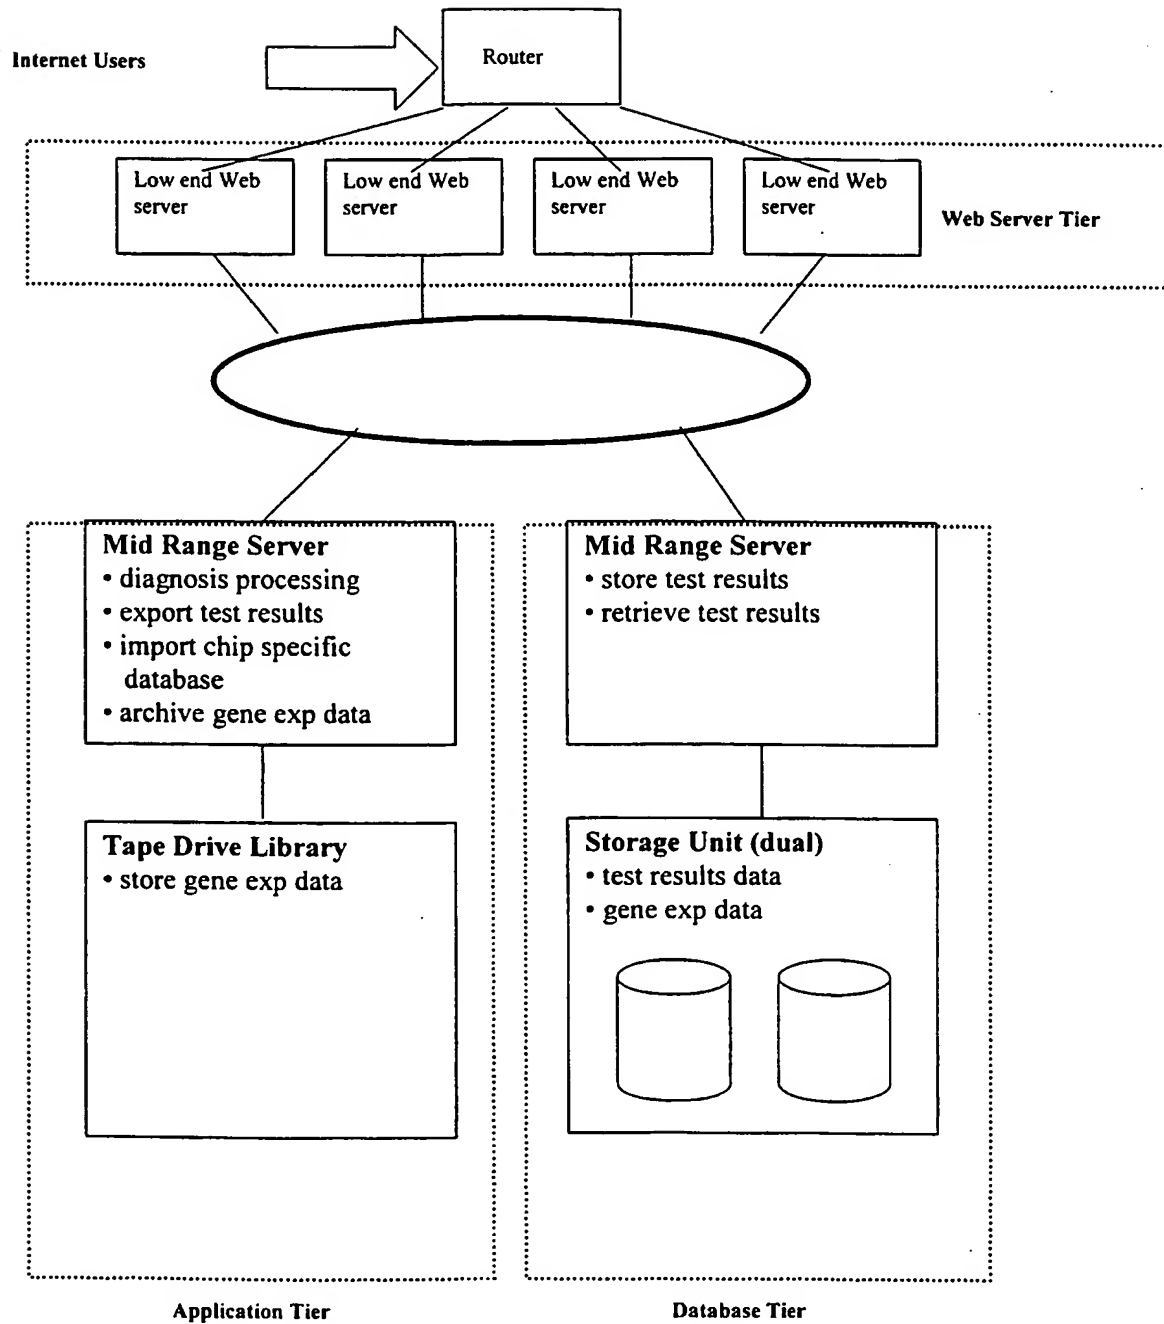 Internet Users
Router
Low end Web
server
Low end Web
server
Low end Web
server
Low end Web
server
Web Server Tier
Mid Range Server
• diagnosis processing
• export test results
• import chip specific
database
• archive gene exp data
Mid Range Server
• store test results
• retrieve test results
Tape Drive Library
• store gene exp data
Storage Unit (dual)
• test results data
• gene exp data
Application Tier
Database Tier